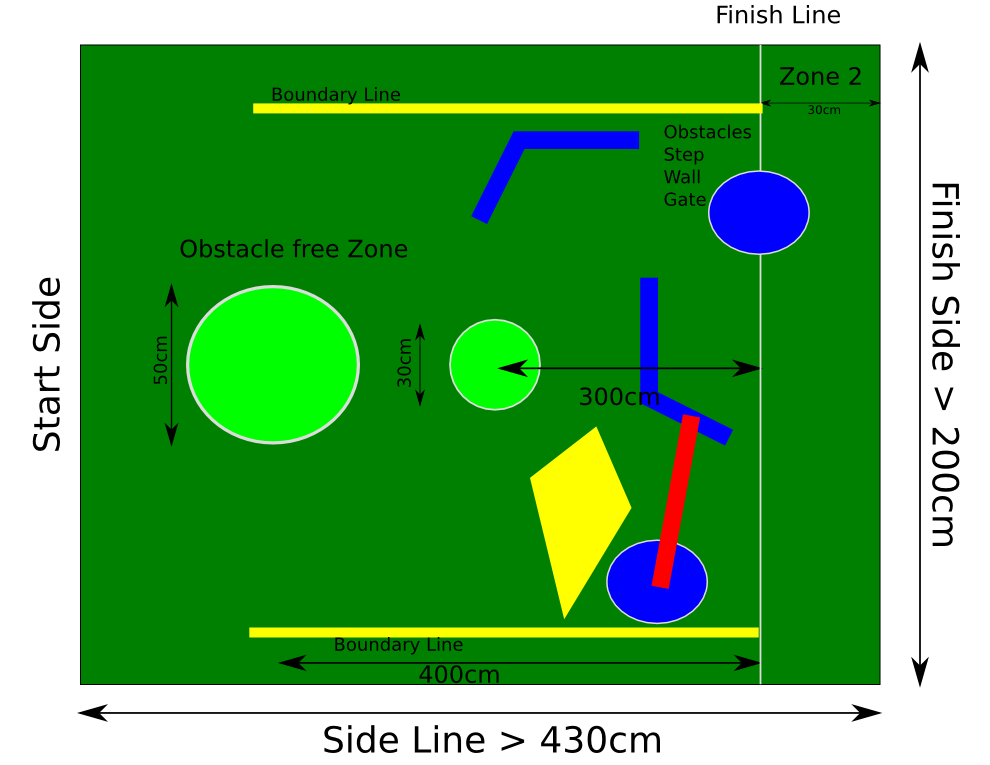 Finish Line
Zone 2
Boundary Line
30cm
Obstacles
Step
Wall
Gate
Obstacle free Zone
Start Side
50cm
30cm
300cm
Finish Side > 200cm
Boundary Line
400cm
Side Line > 430cm